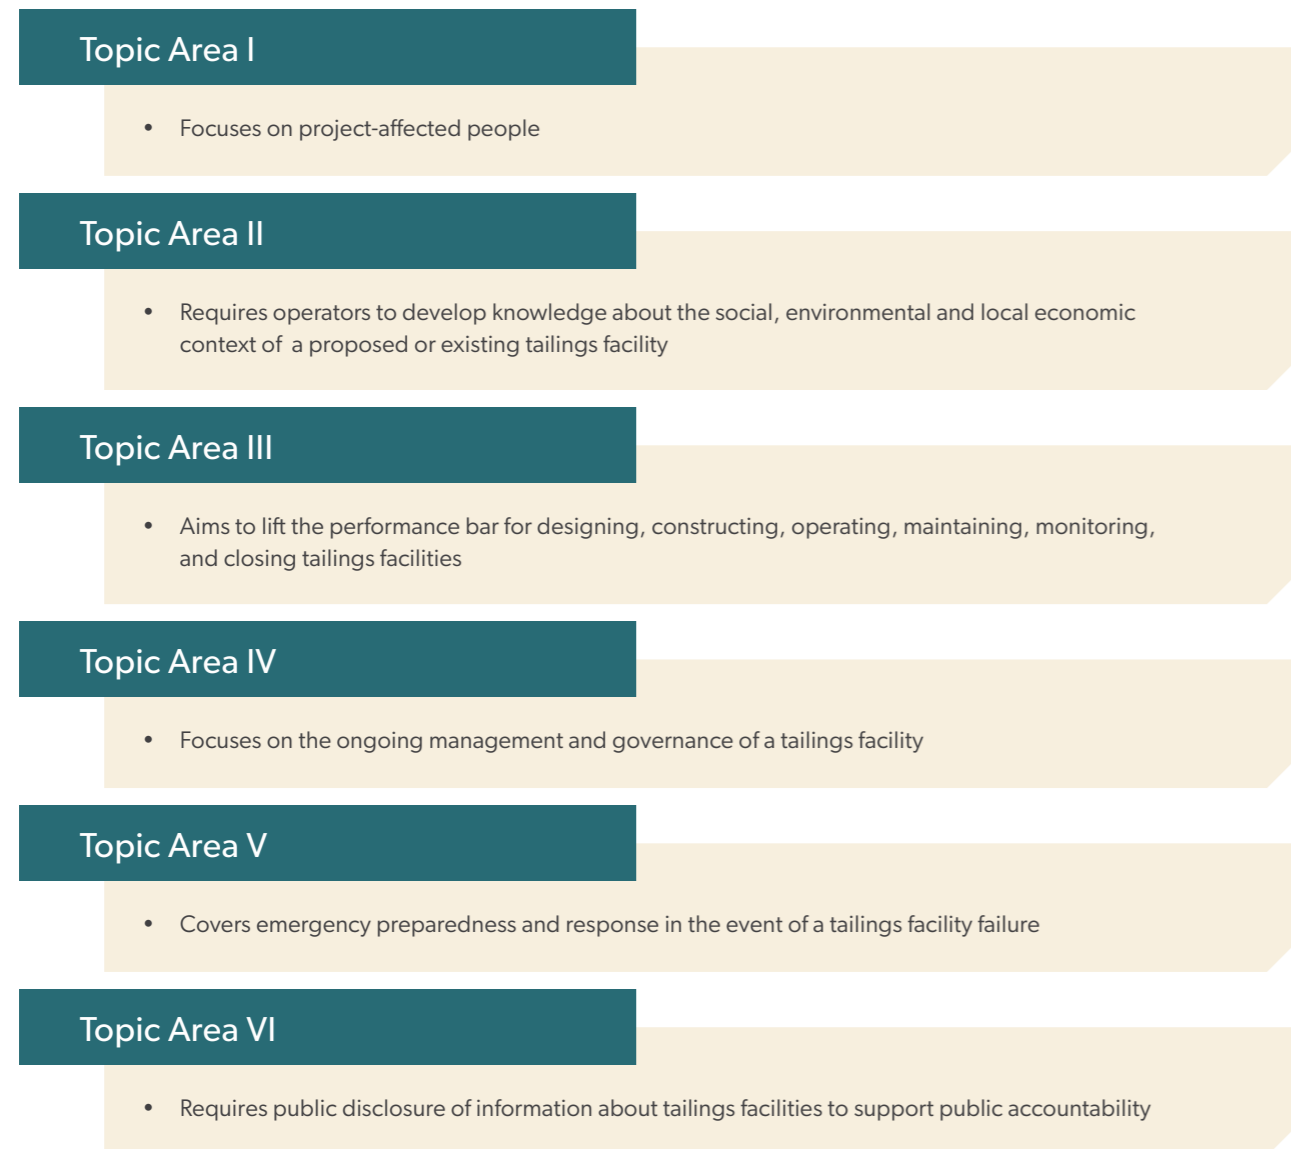 Topic Area I
• Focuses on project-affected people
Topic Area II
• Requires operators to develop knowledge about the social, environmental and local economic
context of a proposed or existing tailings facility
Topic Area III
• Aims to lift the performance bar for designing, constructing, operating, maintaining, monitoring,
and closing tailings facilities
Topic Area IV
• Focuses on the ongoing management and governance of a tailings facility
Topic Area V
• Covers emergency preparedness and response in the event of a tailings facility failure
Topic Area VI
• Requires public disclosure of information about tailings facilities to support public accountability